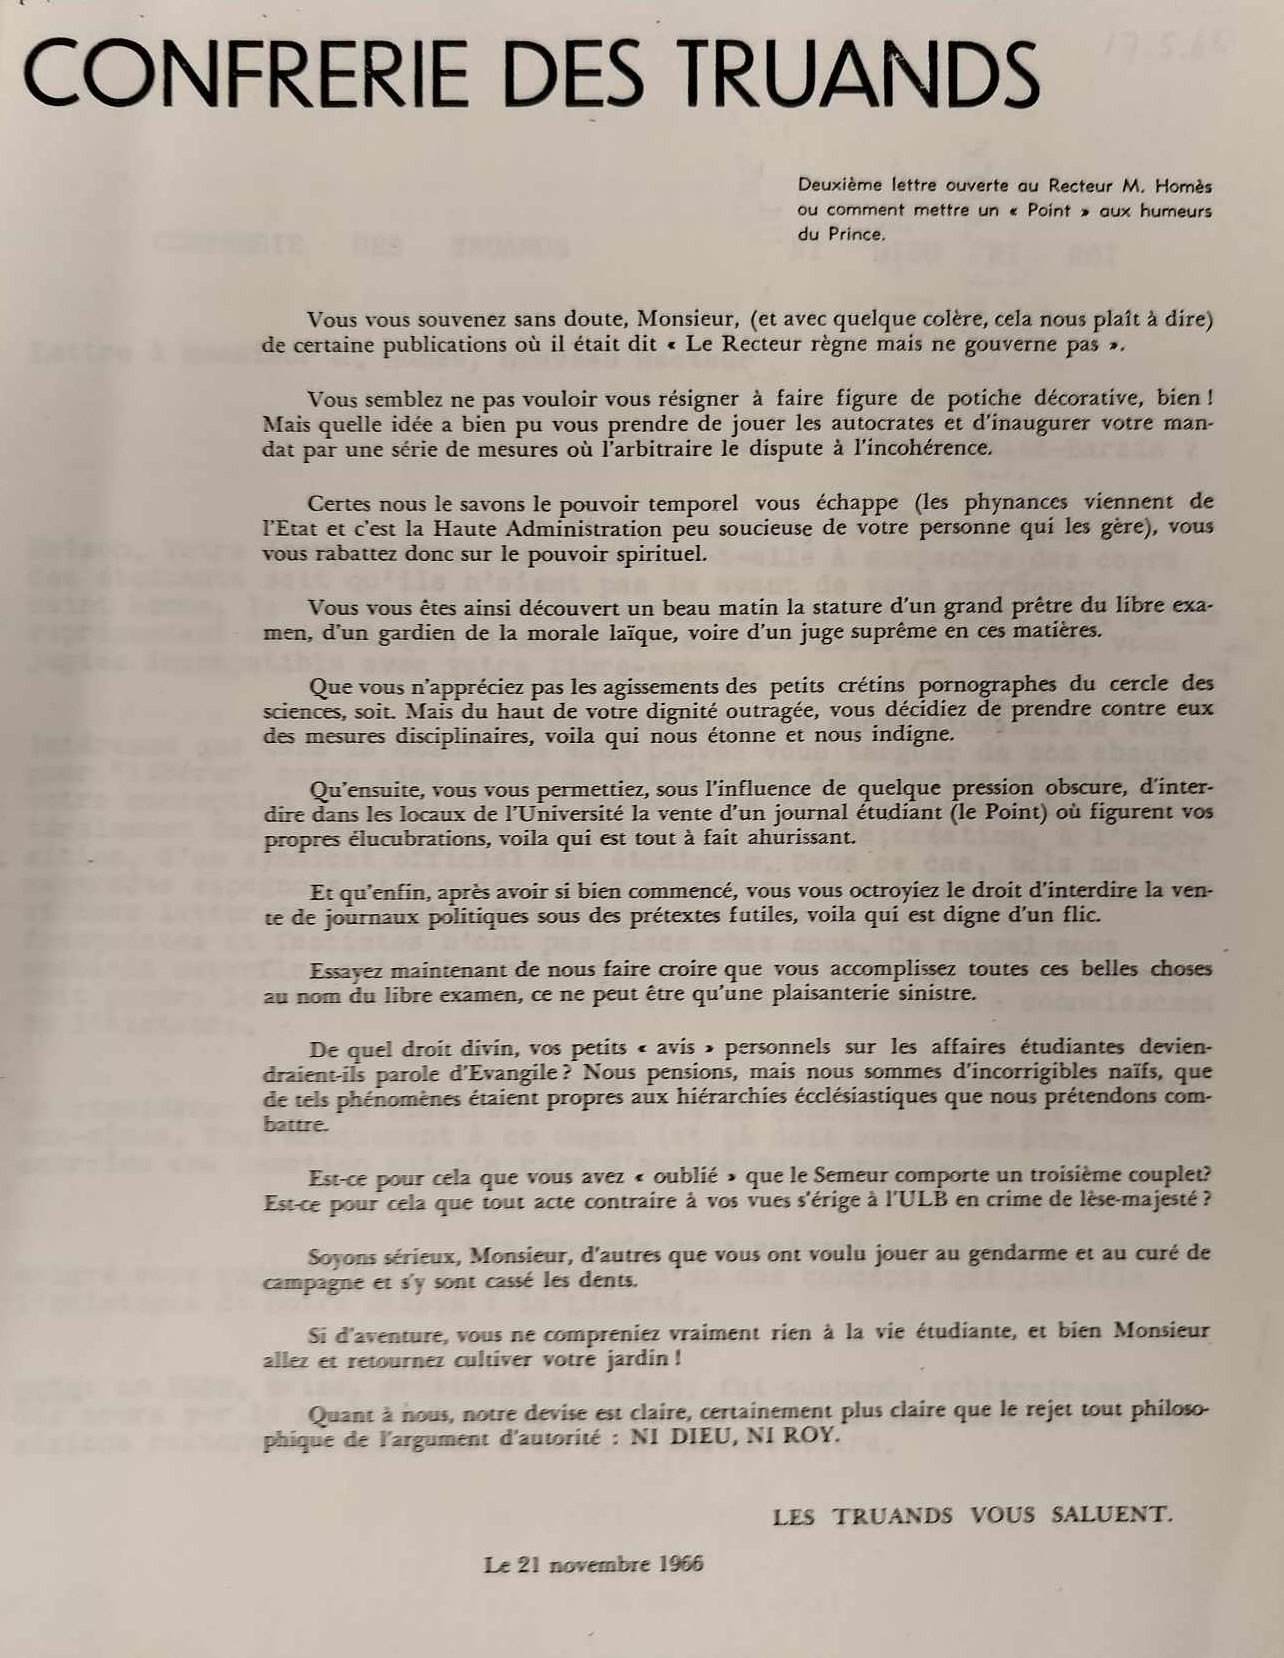 CONFRERIE DES TRUANDS
Deuxième lettre ouverte au Recteur M. Homès
ou comment mettre un « Point » aux humeurs
du Prince.
Vous vous souvenez sans doute, Monsieur, (et avec quelque colère, cela nous plaît à dire)
de certaine publications où il était dit « Le Recteur règne mais ne gouverne pas ».
Vous semblez ne pas vouloir vous résigner à faire figure de potiche décorative, bien !
Mais quelle idée a bien pu vous prendre de jouer les autocrates et d'inaugurer votre man-
dat par une série de mesures où l'arbitraire le dispute à l'incohérence.
Certes nous le savons le pouvoir temporel vous échappe (les phynances viennent de
l'Etat et c'est la Haute Administration peu soucieuse de votre personne qui les gère), vous
vous rabattez donc sur le pouvoir spirituel.
Vous vous êtes ainsi découvert un beau matin la stature d'un grand prêtre du libre exa-
men, d'un gardien de la morale laïque, voire d'un juge suprême en ces matières.
Que vous n'appréciez pas les agissements des petits crétins pornographes du cercle des
sciences, soit. Mais du haut de votre dignité outragée, vous décidiez de prendre contre eux
des mesures disciplinaires, voila qui nous étonne et nous indigne.
Qu'ensuite, vous vous permettiez, sous l'influence de quelque pression obscure, d'inter-
dire dans les locaux de l'Université la vente d'un journal étudiant (le Point) où figurent vos
propres élucubrations, voila qui est tout à fait ahurissant.
Et qu'enfin, après avoir si bien commencé, vous vous octroyiez le droit d'interdire la ven-
te de journaux politiques sous des prétextes futiles, voila qui est digne d'un flic.
Essayez maintenant de nous faire croire que vous accomplissez toutes ces belles choses
au nom du libre examen, ce ne peut être qu'une plaisanterie sinistre.
De quel droit divin, vos petits « avis » personnels sur les affaires étudiantes devien-
draient-ils parole d'Evangile ? Nous pensions, mais nous sommes d'incorrigibles naïfs, que
de tels phénomènes étaient propres aux hiérarchies écclésiastiques que nous prétendons com-
battre.
Est-ce pour cela que vous avez « oublié » que le Semeur comporte un troisième couplet?
Est-ce pour cela que tout acte contraire à vos vues s'érige à l'ULB en crime de lèse-majesté ?
Soyons sérieux, Monsieur, d'autres que vous ont voulu jouer au gendarme et au curé de
campagne et s'y sont cassé les dents.
Si d'aventure, vous ne compreniez vraiment rien à la vie étudiante, et bien Monsieur
allez et retournez cultiver votre jardin !
Quant à nous, notre devise est claire, certainement plus claire que le rejet tout philoso-
phique de l'argument d'autorité : NI DIEU, NI ROY.
LES TRUANDS VOUS SALUENT.
Le 21 novembre 1966